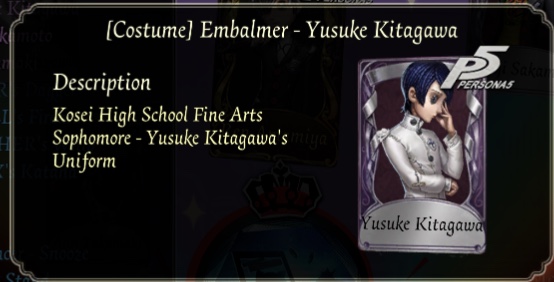 [Costume] Embalmer - Yusuke Kitagawa
Description
Kosei High School Fine Arts
Sophomore - Yusuke Kitagawa's
Uniform
P5
PERSONA5
Yusuke Kitagawa